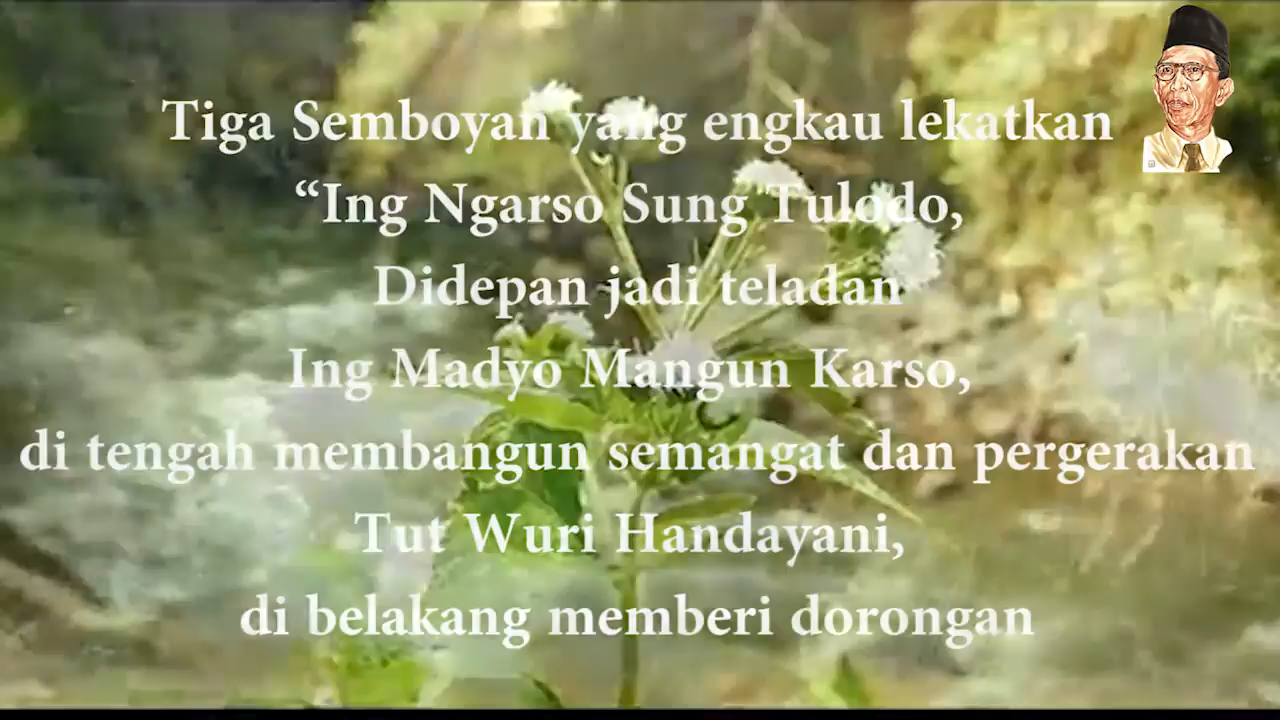 Tiga Semboyan yang engkau lekatkan
“Ing Ngarso Sung Tulodo,
Didepan jadi teladan
Ing Madyo Mangun Karso,
di tengah membangun semangat dan pergerakan
Tut Wuri Handayani,
di belakang memberi dorongan